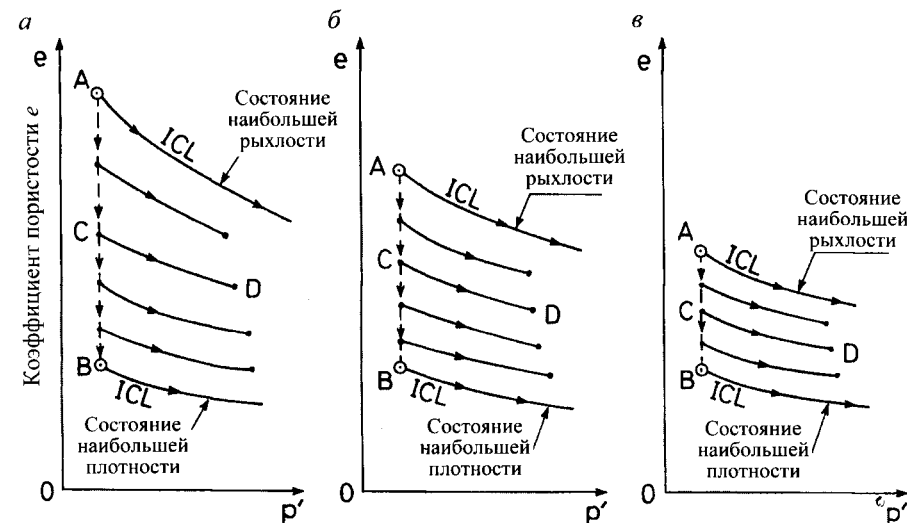 а
e
Коэффициент пористости e
A
ICL
Состояние
наибольшей
рыхлости
C
D
B
ICL
Состояние
наибольшей
плотности
0
p'
б
e
A
ICL
Состояние
наибольшей
рыхлости
C
D
B
ICL
Состояние
наибольшей
плотности
0
p'
в
e
A
ICL
Состояние
наибольшей
рыхлости
C
D
B
ICL
Состояние
наибольшей
плотности
0
p'